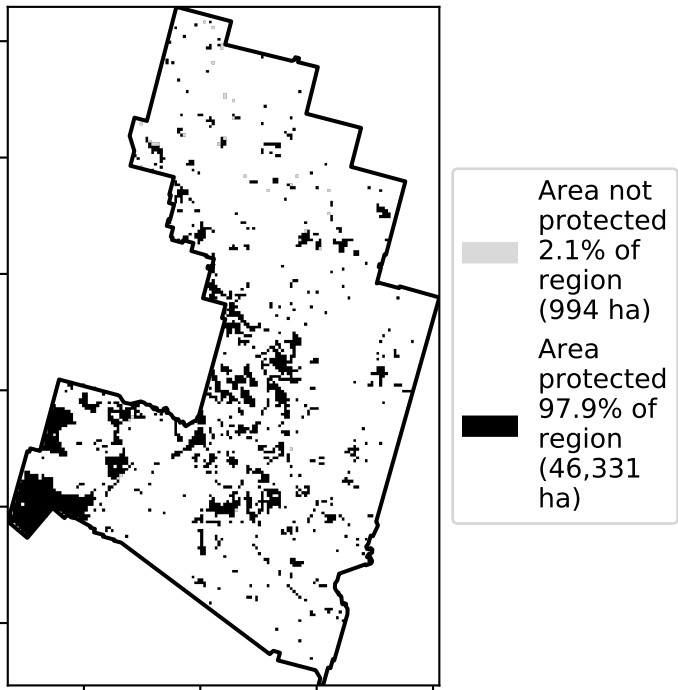 Area not
protected
2.1% of
region
(994 ha)
Area
protected
97.9% of
region
(46,331
ha)